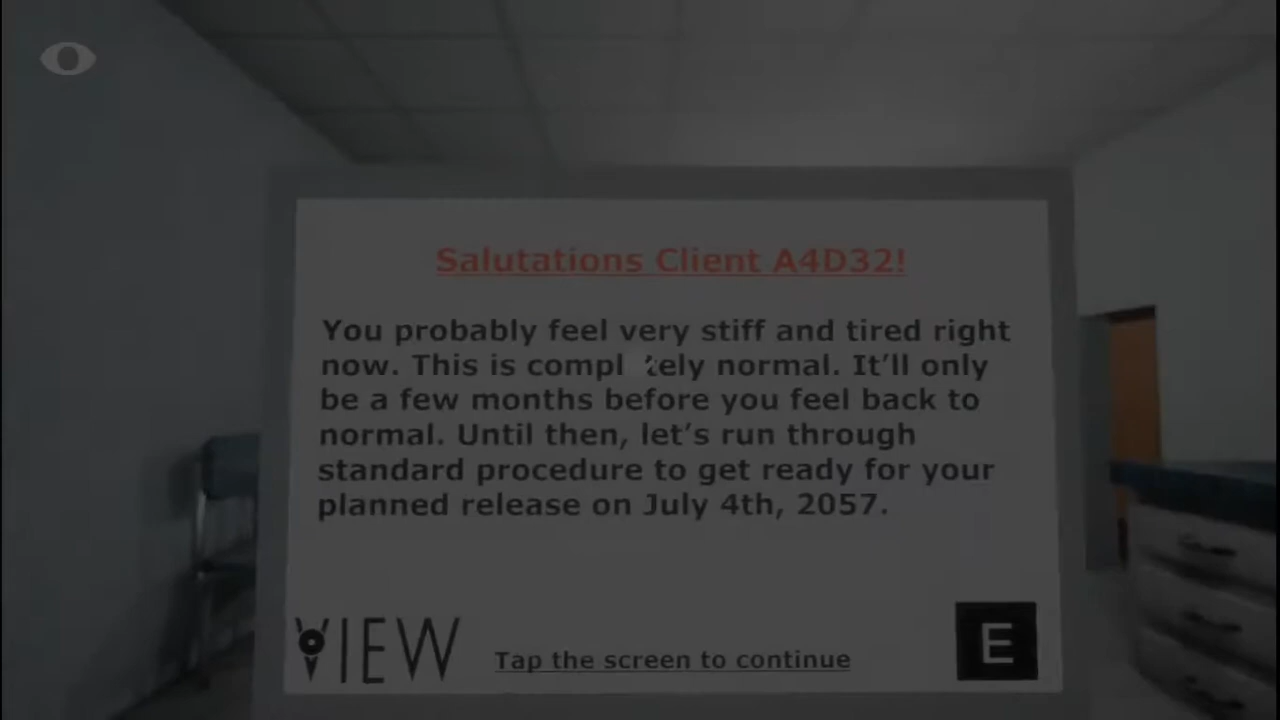 Salutations Client A4D32!
You probably feel very stiff and tired right
now. This is compl tely normal. It’ll only
be a few months before you feel back to
normal. Until then, let’s run through
standard procedure to get ready for your
planned release on July 4th, 2057.
VIEW
Tap the screen to continue
E